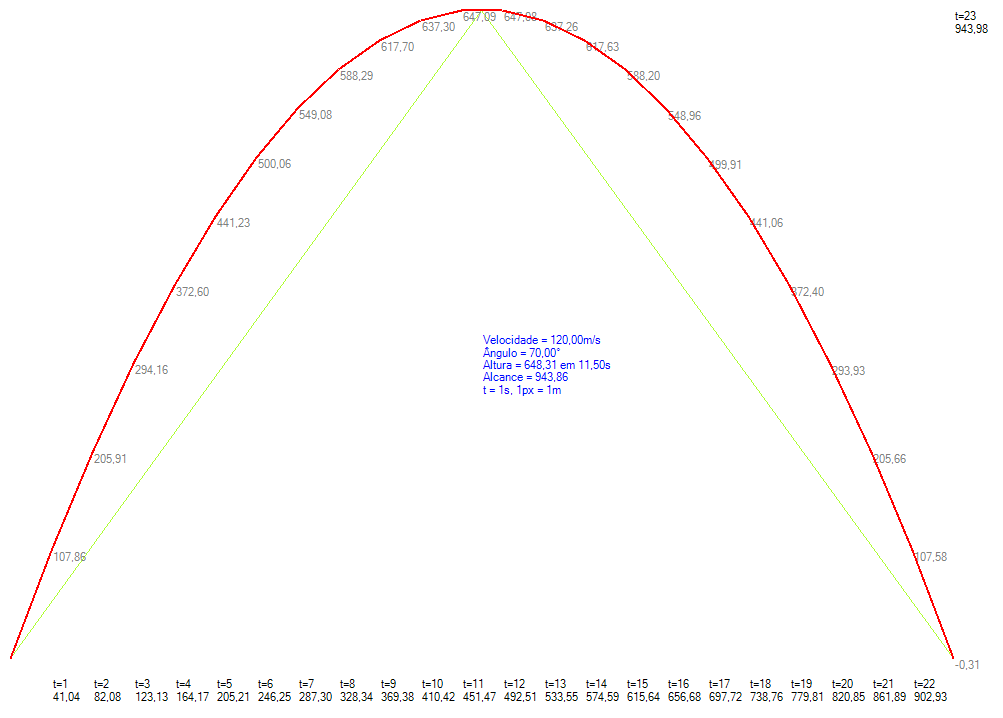 647,09 647,08
t=23
943,98
637,30 637,26
617,70 617,63
588,29 588,20
549,08 548,96
500,06 499,91
441,23 441,06
372,60 372,40
Velocidade = 120,00m/s
Ângulo = 70,00°
Altura = 648,31 em 11,50s
Alcance = 943,86
t = 1s, 1px = 1m
294,16 293,93
205,91 205,66
107,86 107,58
-0,31
t=1 t=2 t=3 t=4 t=5 t=6 t=7 t=8 t=9 t=10 t=11 t=12 t=13 t=14 t=15 t=16 t=17 t=18 t=19 t=20 t=21 t=22
41,04 82,08 123,13 164,17 205,21 246,25 287,30 328,34 369,38 410,42 451,47 492,51 533,55 574,59 615,64 656,68 697,72 738,76 779,81 820,85 861,89 902,93